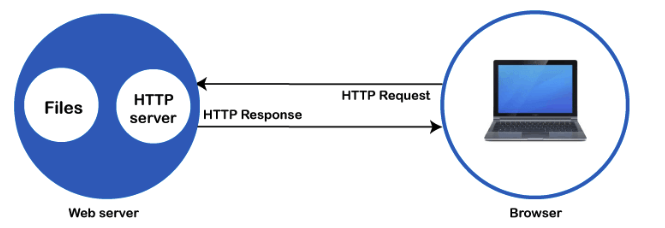 Files
HTTP
server
HTTP Request
HTTP Response
Web server
Browser